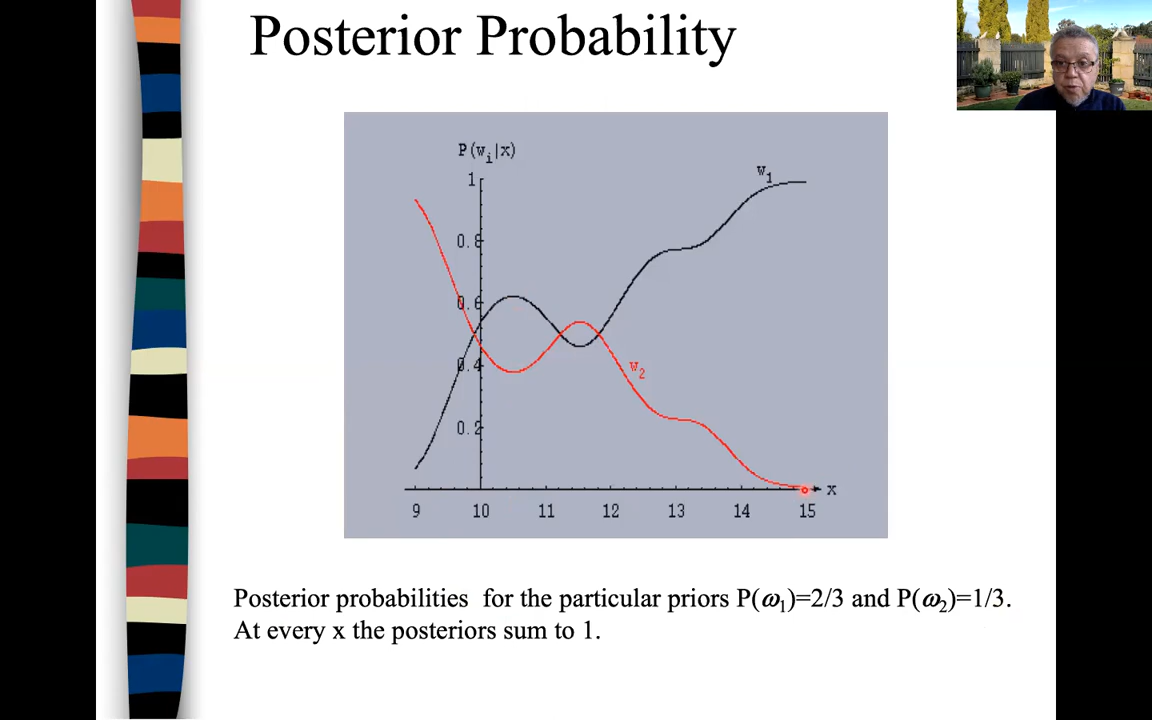 Posterior Probability
P(wᵢ|x)
1
0.8
0.6
0.4
0.2
w₁
w₂
x
9 10 11 12 13 14 15
Posterior probabilities for the particular priors P(ω₁)=2/3 and P(ω₂)=1/3.
At every x the posteriors sum to 1.